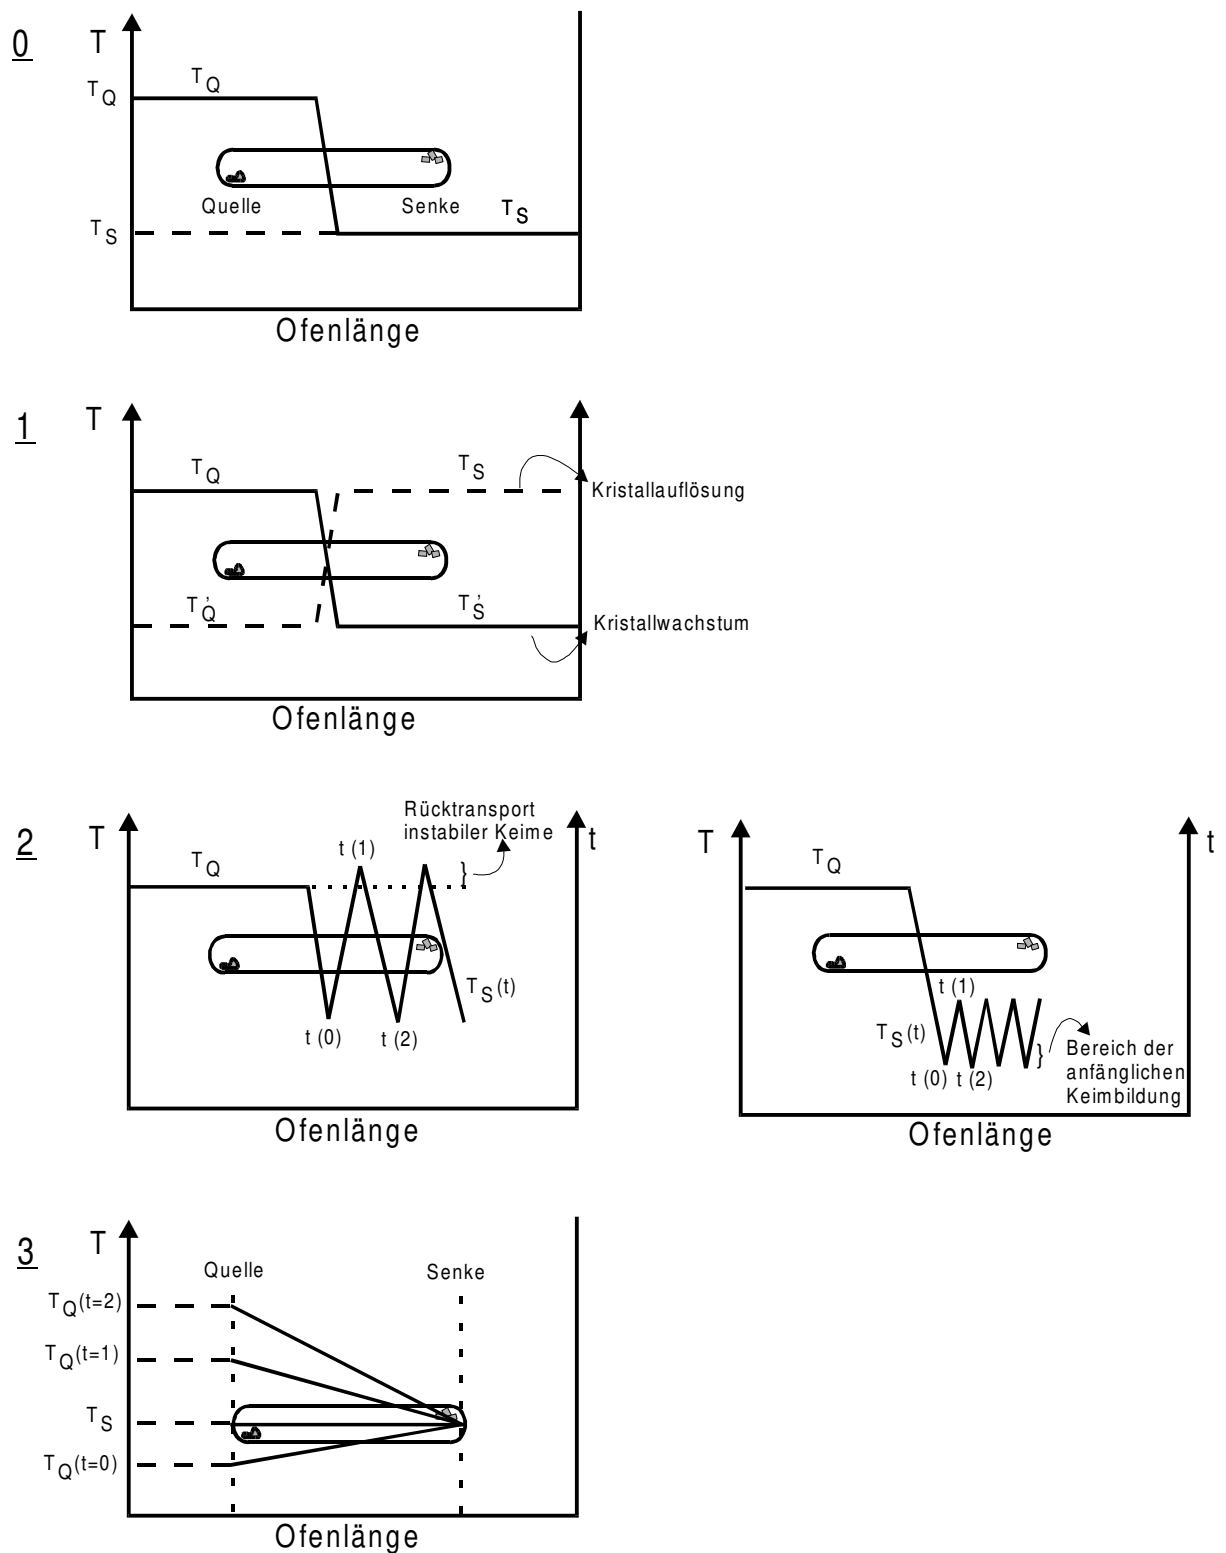 0
T
T_Q
T_Q
Quelle
Senke
T_S
T_S
Ofenlänge
1
T
T_Q
T_S
Kristallauflösung
T'_Q
T'_S
Kristallwachstum
Ofenlänge
2
T
Rücktransport
instabiler Keime
t
T_Q
t (1)
T_S(t)
t (0)
t (2)
}
Ofenlänge
T
t
T_Q
t (1)
T_S(t)
t (0)
t (2)
}
Bereich der
anfänglichen
Keimbildung
Ofenlänge
3
T
Quelle
Senke
T_Q(t=2)
T_Q(t=1)
T_S
T_Q(t=0)
Ofenlänge